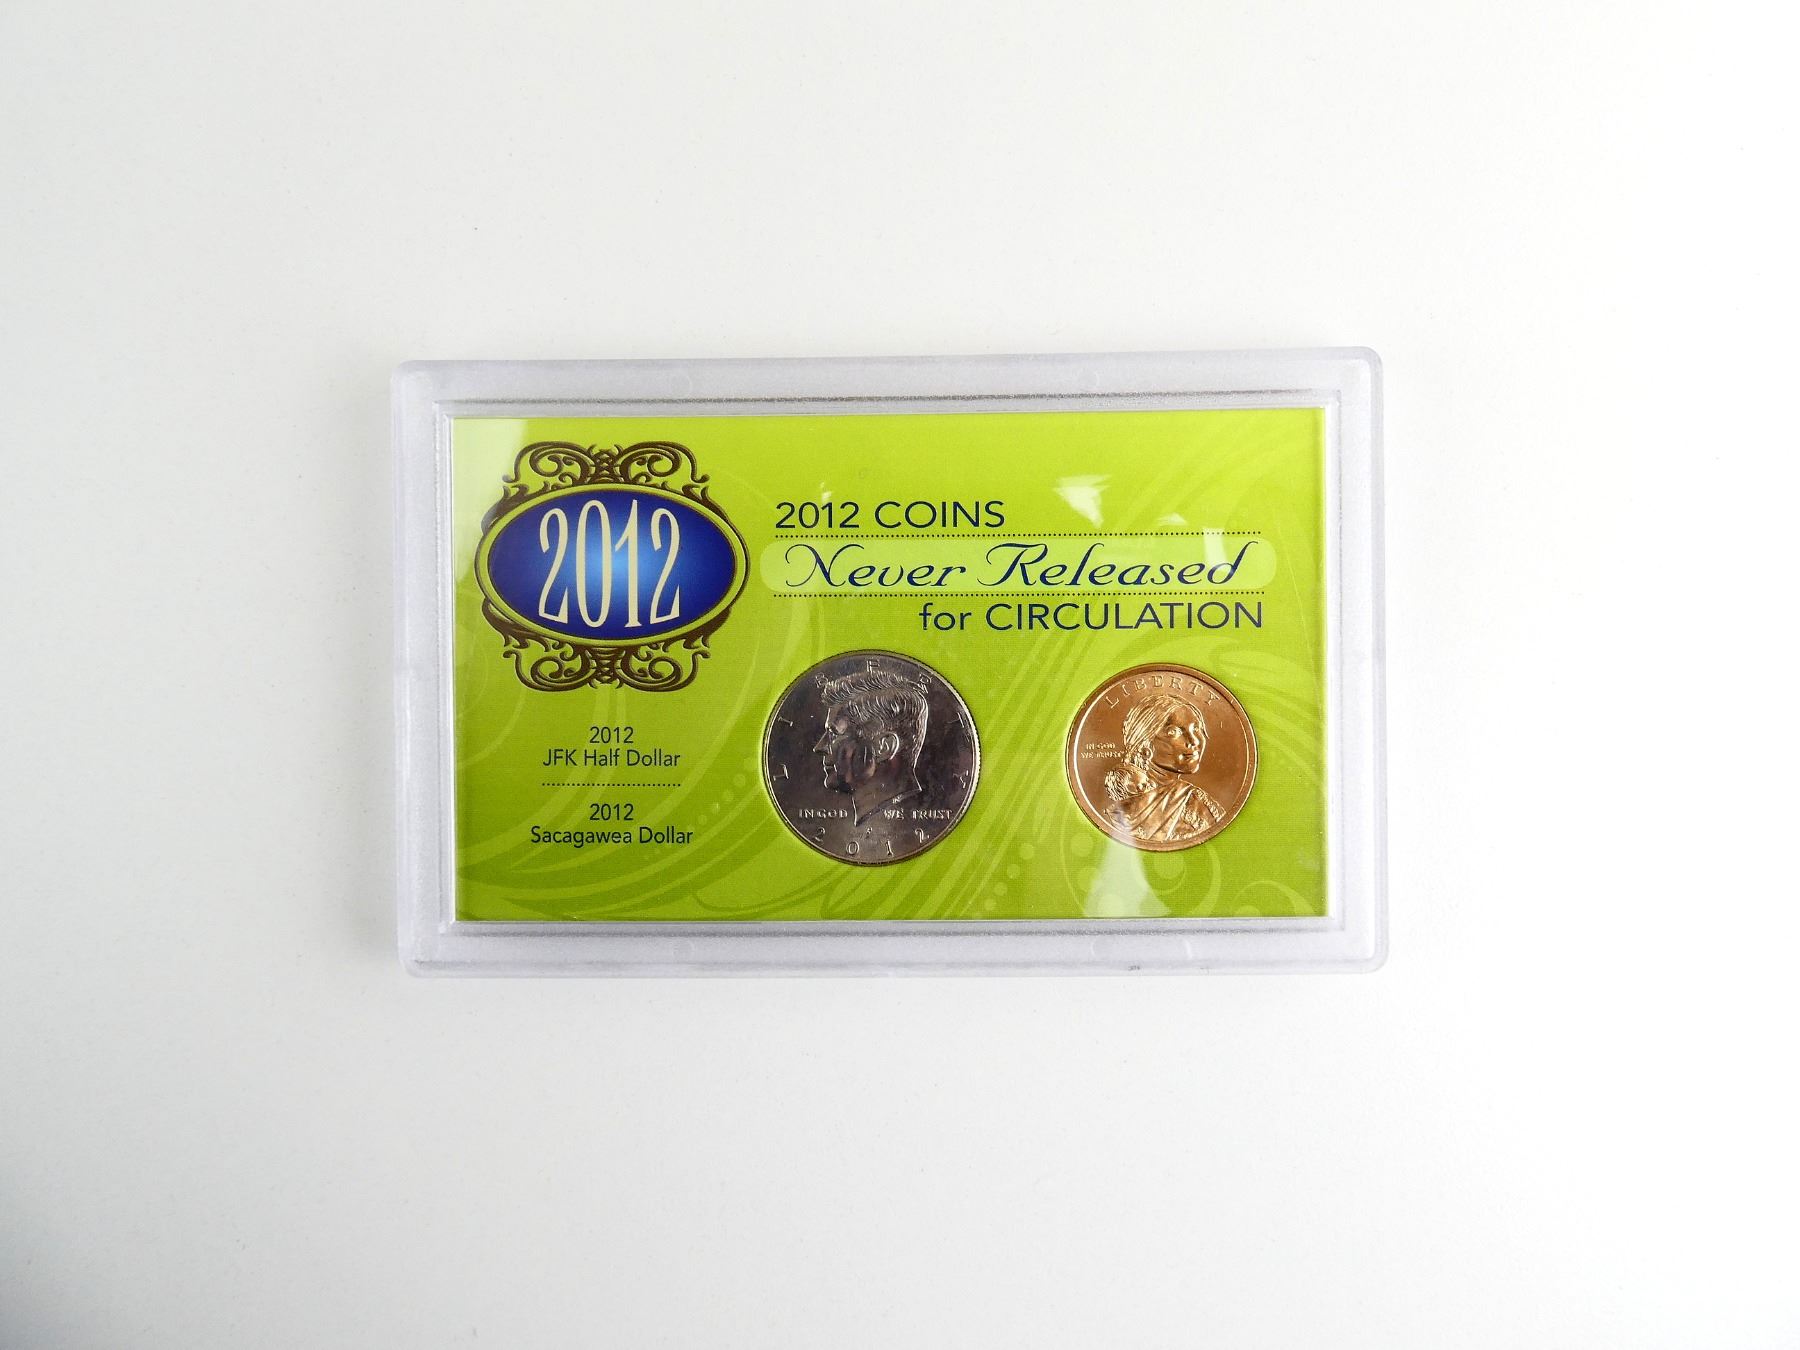 2012
2012 COINS
Never Released
for CIRCULATION
2012
JFK Half Dollar
2012
Sacagawea Dollar
LIBERTY
IN GOD WE TRUST
2012
LIBERTY
IN GOD
WE TRUST